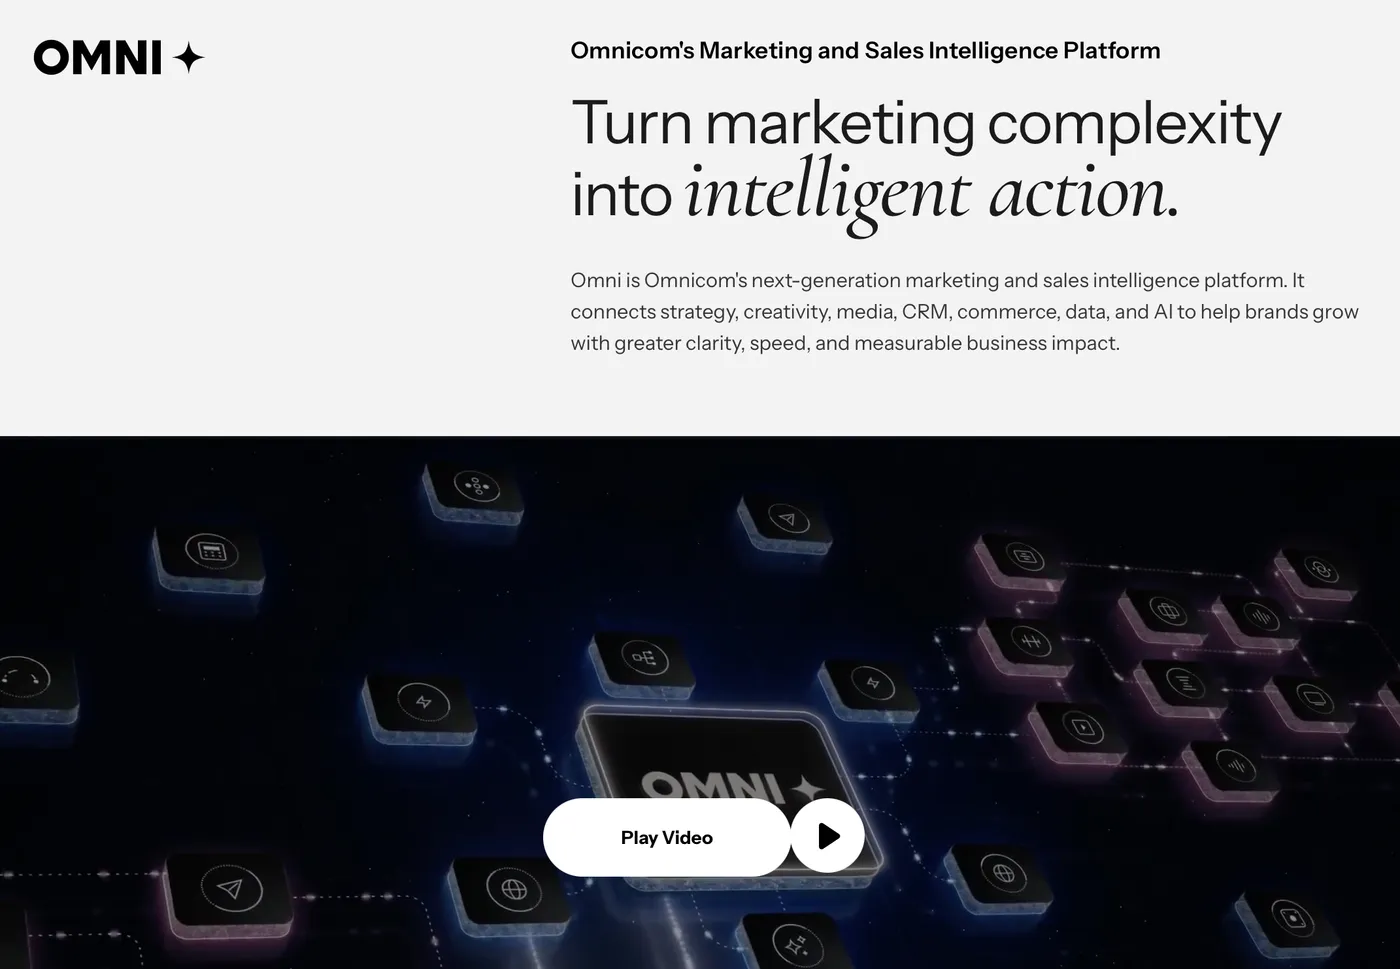 OMNI
Omnicom's Marketing and Sales Intelligence Platform
Turn marketing complexity
into intelligent action.
Omni is Omnicom's next-generation marketing and sales intelligence platform. It
connects strategy, creativity, media, CRM, commerce, data, and AI to help brands grow
with greater clarity, speed, and measurable business impact.
OMNI
Play Video